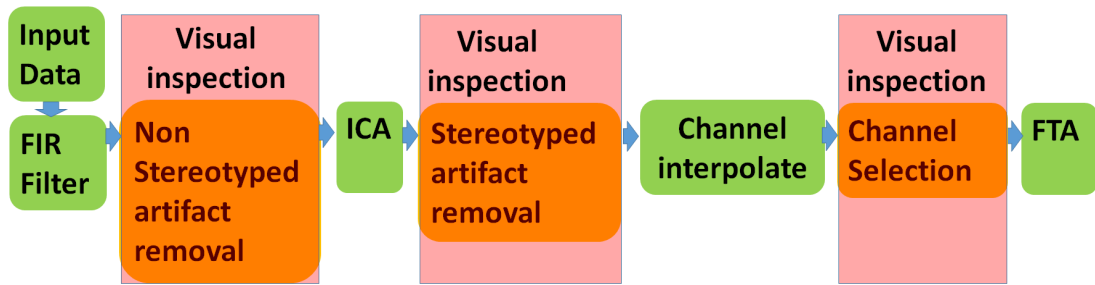 Input
Data
FIR
Filter
Visual
inspection
Non
Stereotyped
artifact
removal
ICA
Visual
inspection
Stereotyped
artifact
removal
Channel
interpolate
Visual
inspection
Channel
Selection
FTA